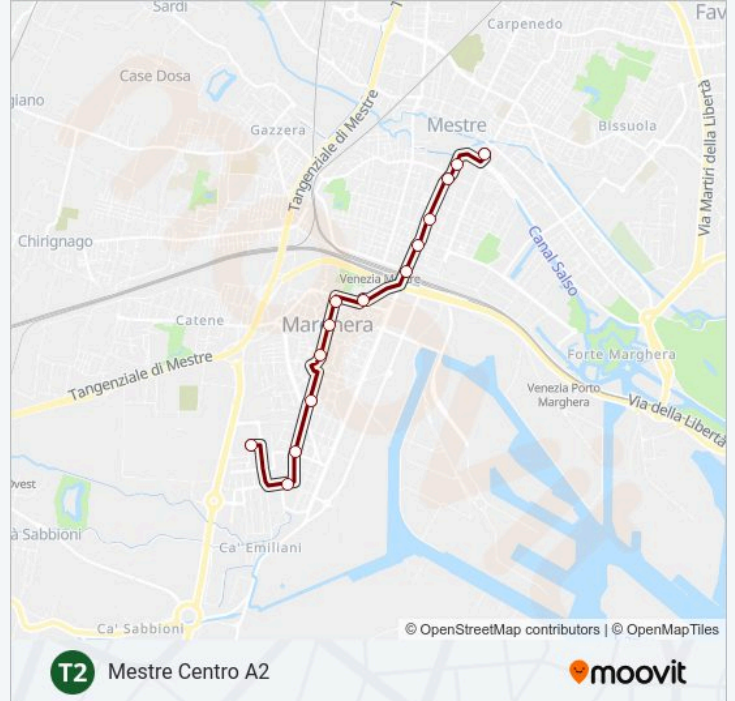 Sardi
Carpenedo
Fav
Case Dosa
Tangenziale di Mestre
Via Martiri della Libertà
giano
Gazzera
Mestre
Bissuola
Chirignago
Canal Salso
Venezia Mestre
Catene
Marghera
Forte Marghera
Tangenziale di Mestre
Venezia Porto
Marghera
Via della Libertà
Ovest
à Sabbioni
Ca' Emiliani
Ca' Sabbioni
© OpenStreetMap contributors | © OpenMapTiles
T2 Mestre Centro A2
moovit